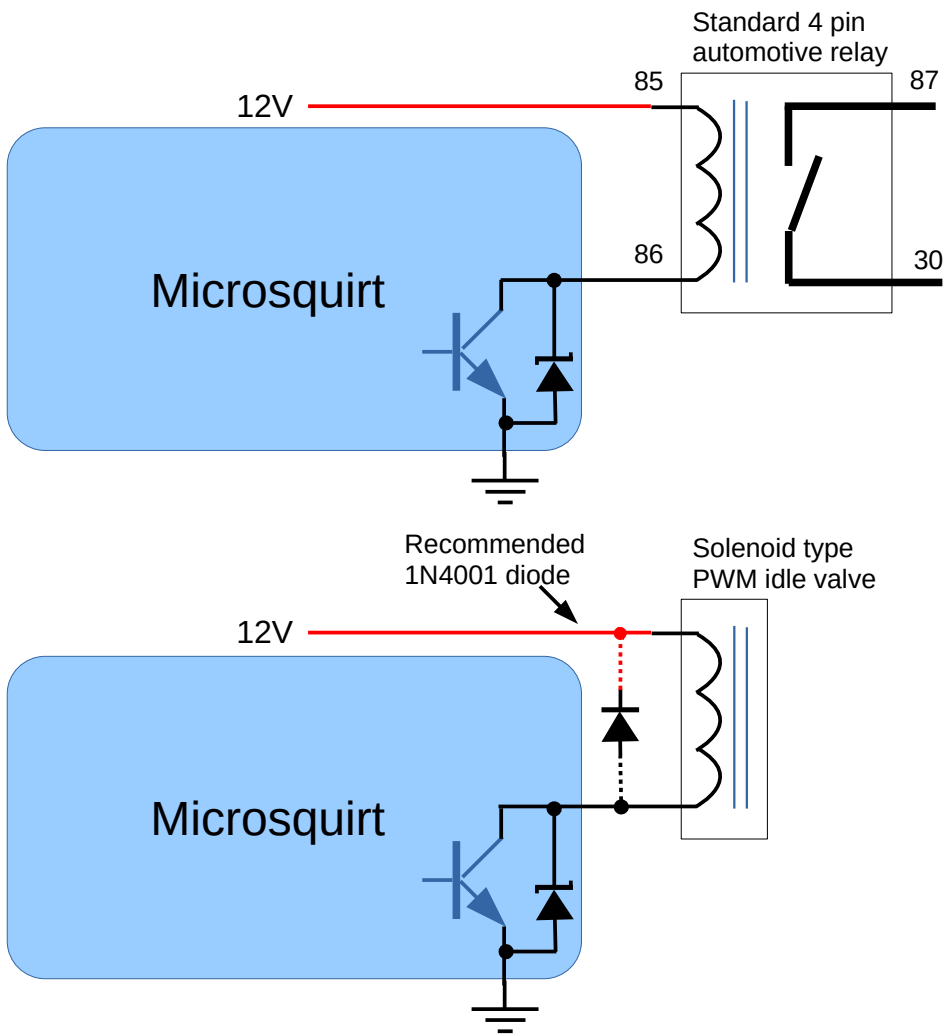 Standard 4 pin
automotive relay
85
87
12V
Microsquirt
86
30
Recommended
1N4001 diode
Solenoid type
PWM idle valve
12V
Microsquirt